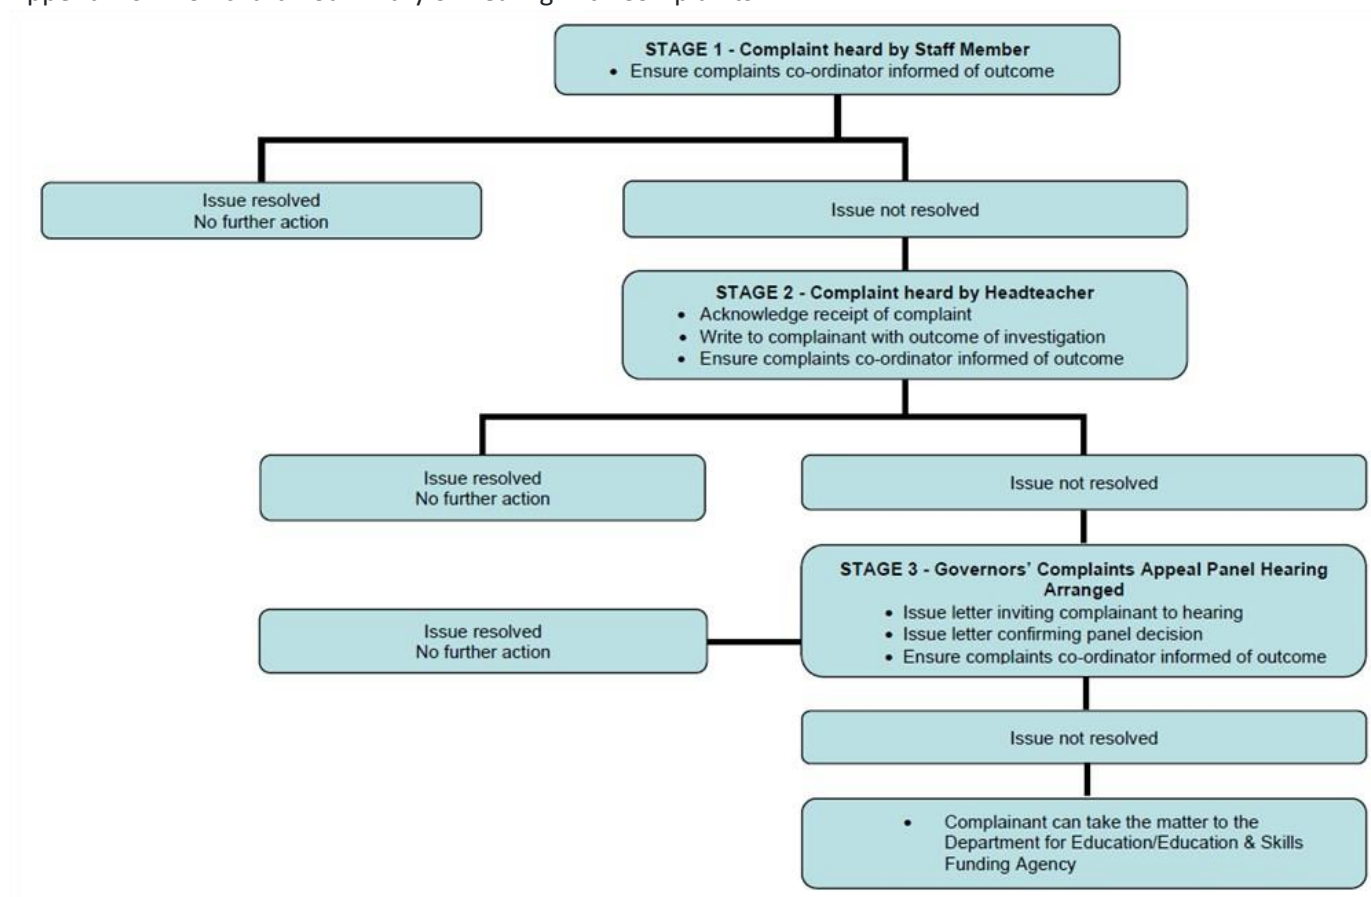 STAGE 1 - Complaint heard by Staff Member
• Ensure complaints co-ordinator informed of outcome
Issue resolved
No further action
Issue not resolved
STAGE 2 - Complaint heard by Headteacher
• Acknowledge receipt of complaint
• Write to complainant with outcome of investigation
• Ensure complaints co-ordinator informed of outcome
Issue resolved
No further action
Issue not resolved
STAGE 3 - Governors' Complaints Appeal Panel Hearing
Arranged
• Issue letter inviting complainant to hearing
• Issue letter confirming panel decision
• Ensure complaints co-ordinator informed of outcome
Issue resolved
No further action
Issue not resolved
• Complainant can take the matter to the
Department for Education/Education & Skills
Funding Agency